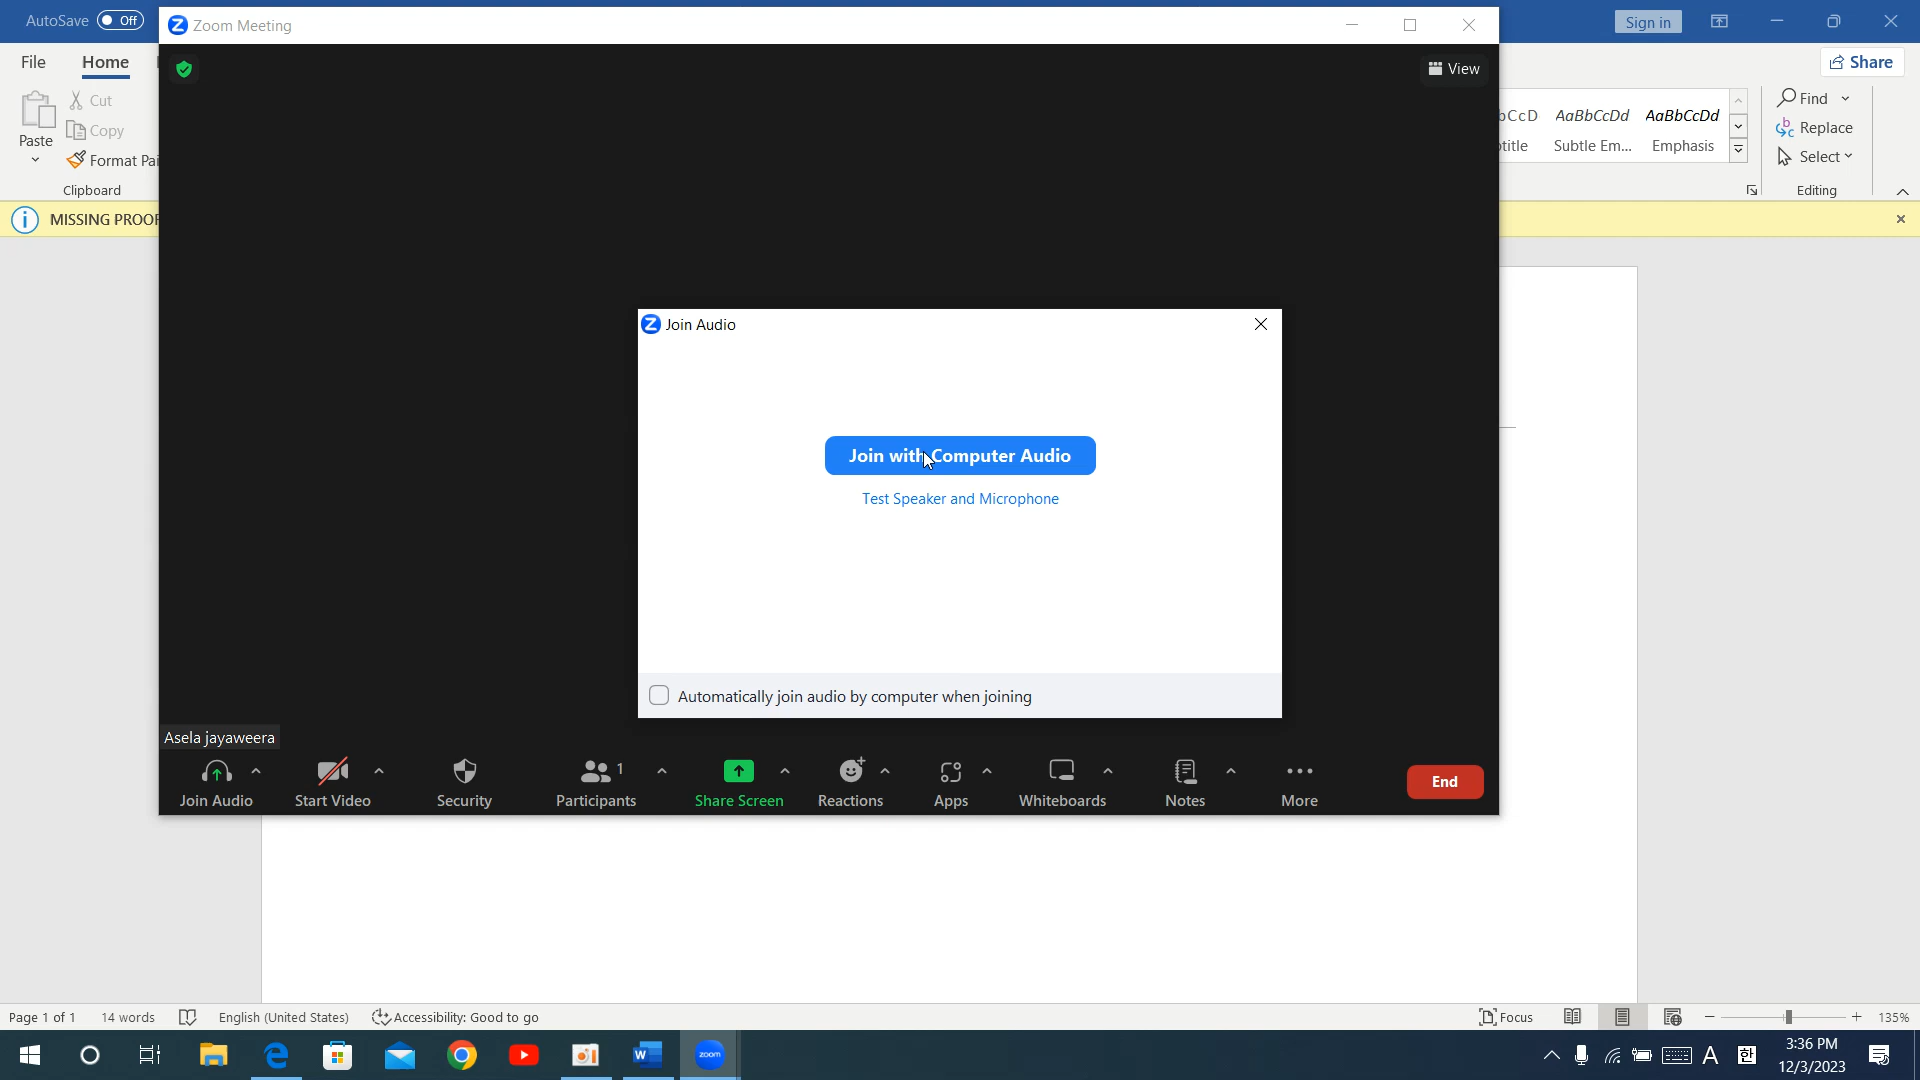 AutoSave Off
Zoom Meeting
Sign in
File
Home
Share
View
Cut
Copy
Paste
Format Pai
Clipboard
AaBbCcDd
AaBbCcDd
Subtle Em...
Emphasis
Find
Replace
Select
Editing
MISSING PROOF
Join Audio
Join with Computer Audio
Test Speaker and Microphone
Automatically join audio by computer when joining
Asela jayaweera
1
Join Audio
Start Video
Security
Participants
Share Screen
Reactions
Apps
Whiteboards
Notes
More
End
Page 1 of 1
14 words
English (United States)
Accessibility: Good to go
Focus
135%
zoom
A
한
3:36 PM
12/3/2023